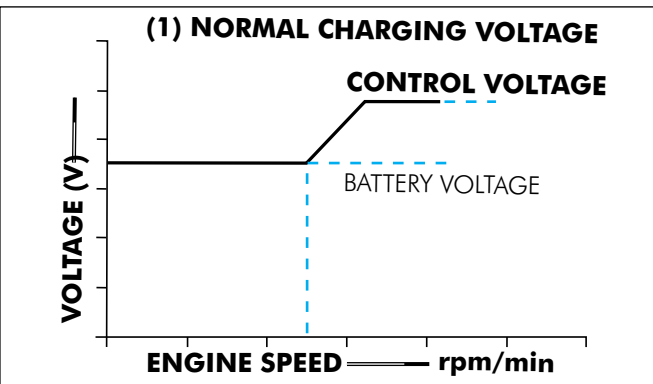 (1) NORMAL CHARGING VOLTAGE
CONTROL VOLTAGE
BATTERY VOLTAGE
VOLTAGE (V)
ENGINE SPEED rpm/min